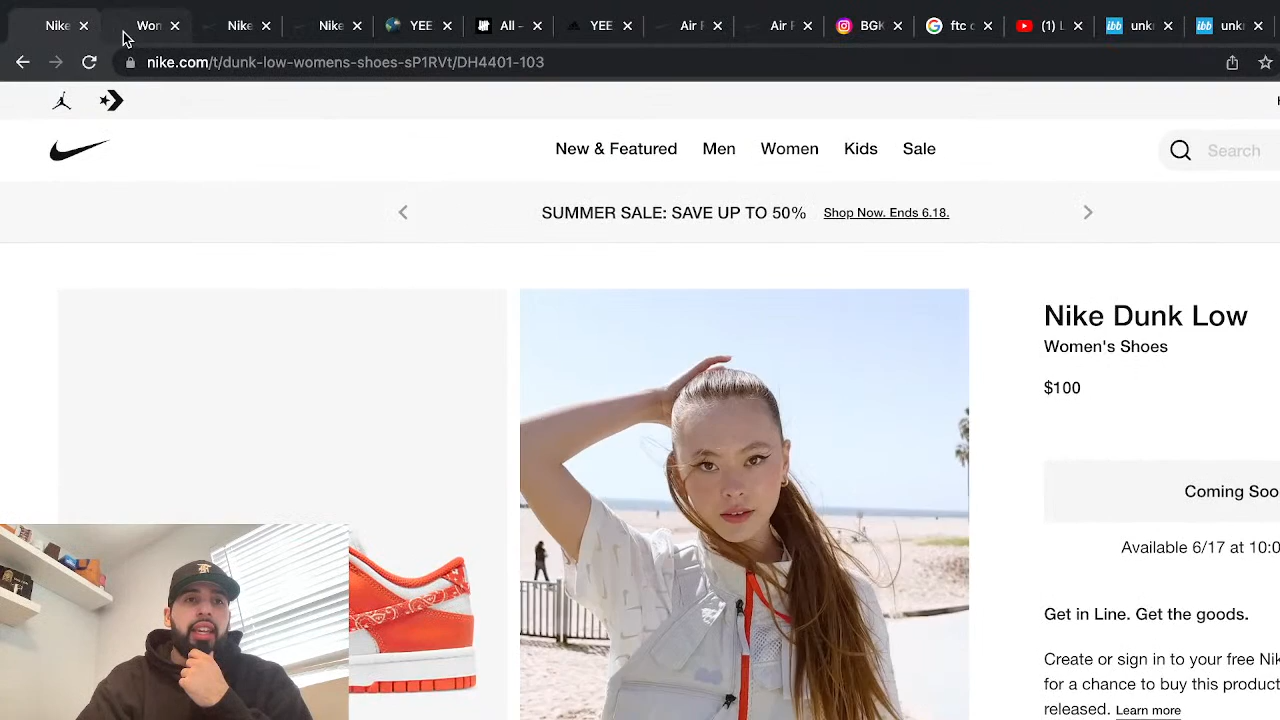 Nike
Won
Nike
Nike
YEE
All -
YEE
Air F
Air F
BGK
ftc c
(1) L
ibb
unk
ibb
unk
nike.com/t/dunk-low-womens-shoes-sP1RVt/DH4401-103
New & Featured
Men
Women
Kids
Sale
Search
SUMMER SALE: SAVE UP TO 50%
Shop Now. Ends 6.18.
Nike Dunk Low
Women's Shoes
$100
Coming Soo
Available 6/17 at 10:0
Get in Line. Get the goods.
Create or sign in to your free Nik
for a chance to buy this product
released. Learn more